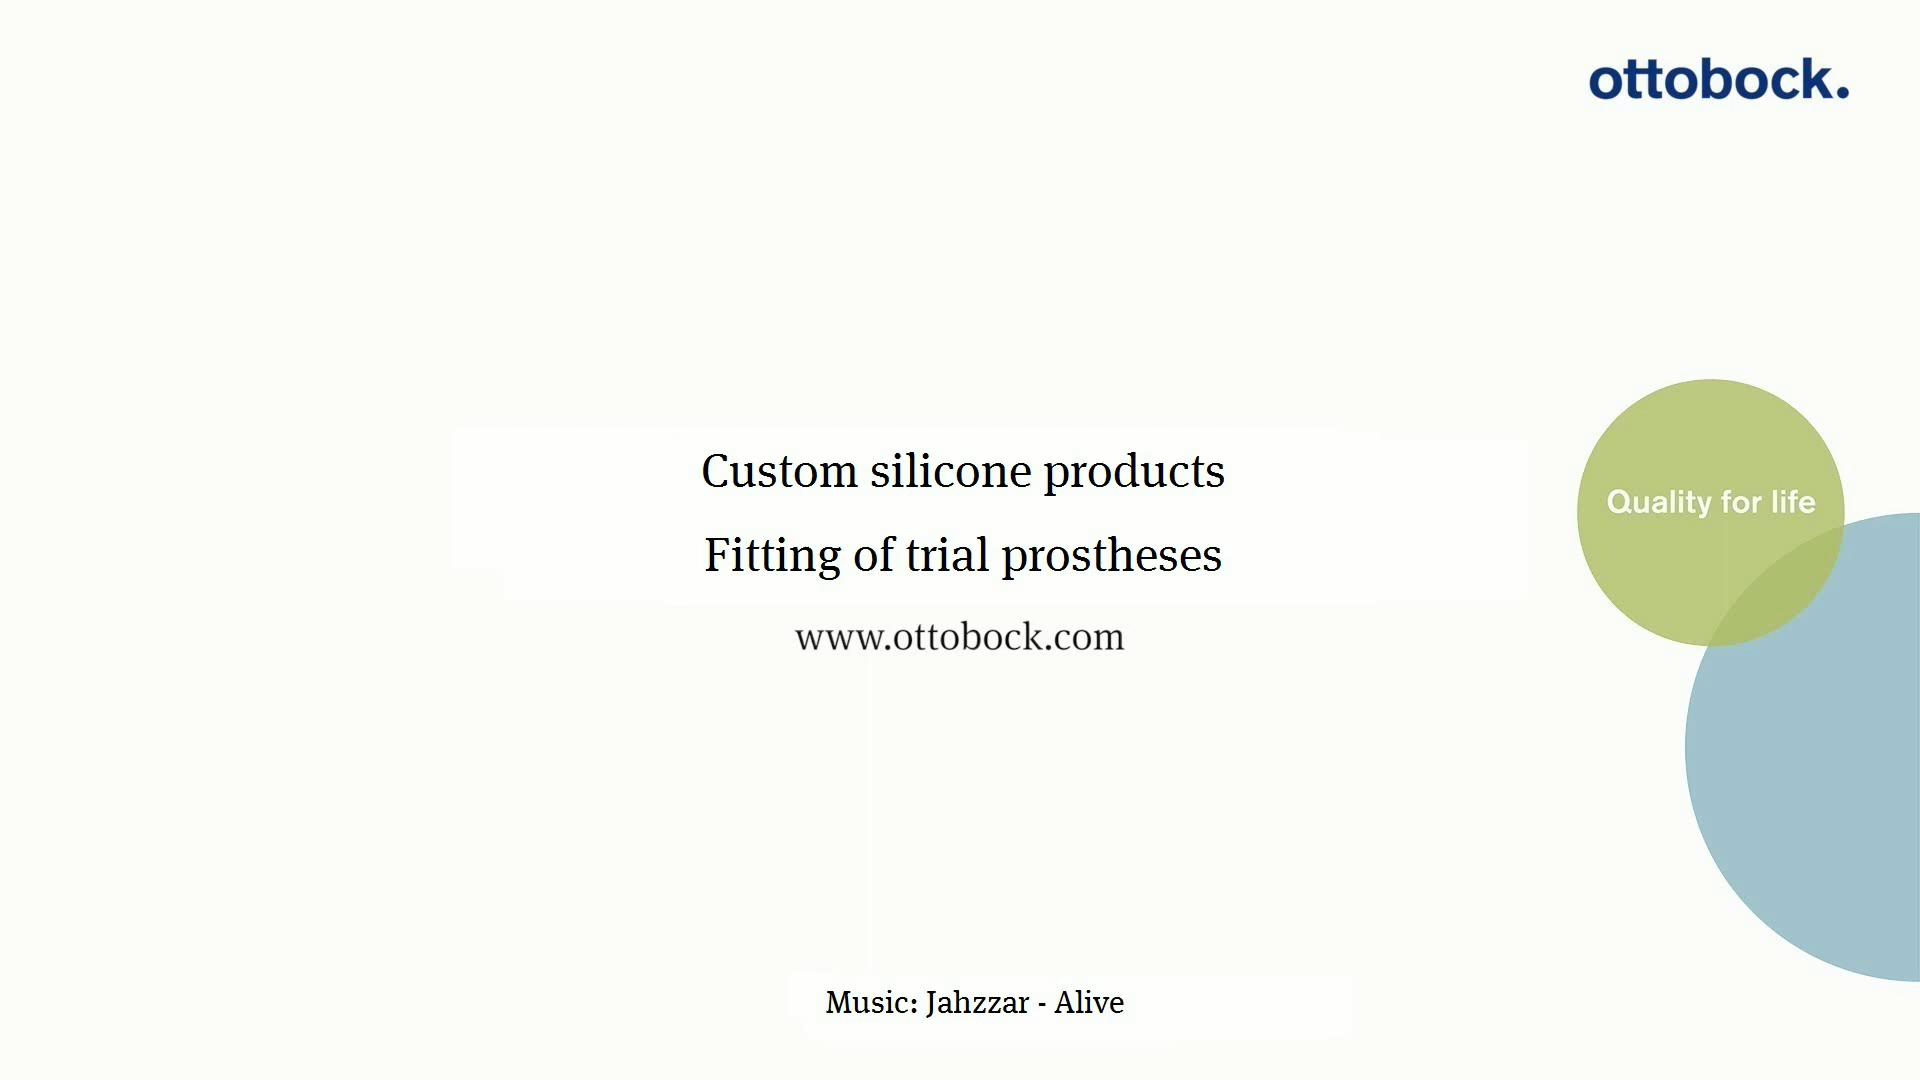 ottobock.
Custom silicone products
Quality for life
Fitting of trial prostheses
www.ottobock.com
Music: Jahzzar - Alive